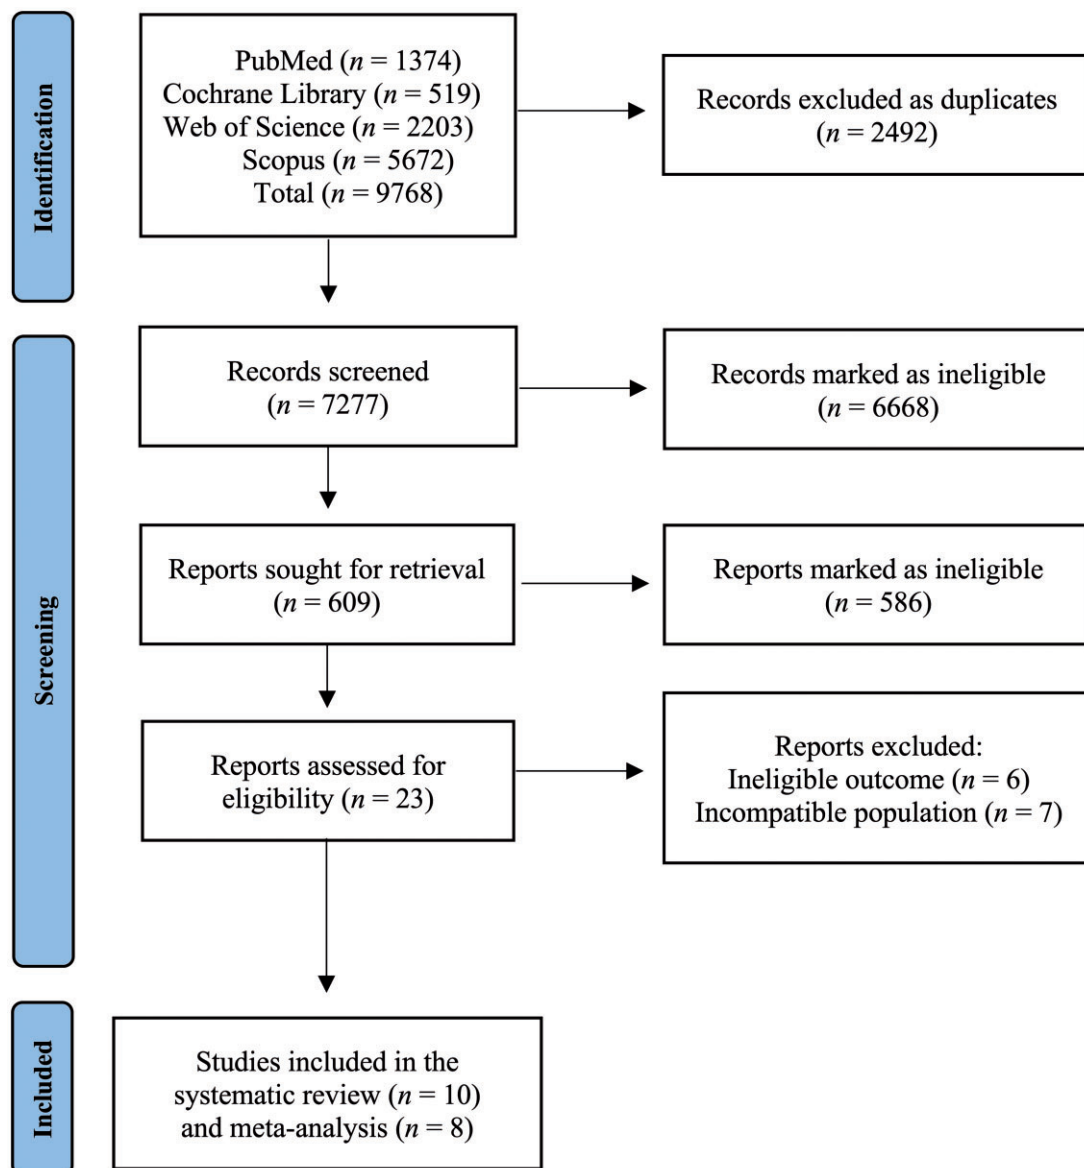 Identification
PubMed (n = 1374)
Cochrane Library (n = 519)
Web of Science (n = 2203)
Scopus (n = 5672)
Total (n = 9768)
Records excluded as duplicates
(n = 2492)
Screening
Records screened
(n = 7277)
Records marked as ineligible
(n = 6668)
Reports sought for retrieval
(n = 609)
Reports marked as ineligible
(n = 586)
Reports assessed for
eligibility (n = 23)
Reports excluded:
Ineligible outcome (n = 6)
Incompatible population (n = 7)
Included
Studies included in the
systematic review (n = 10)
and meta-analysis (n = 8)